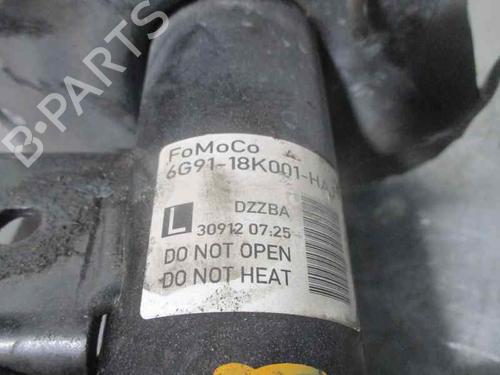 FoMoCo
6G91-18K001-HA
DZZBA
L
30912 07:25
DO NOT OPEN
DO NOT HEAT
B-PARTS